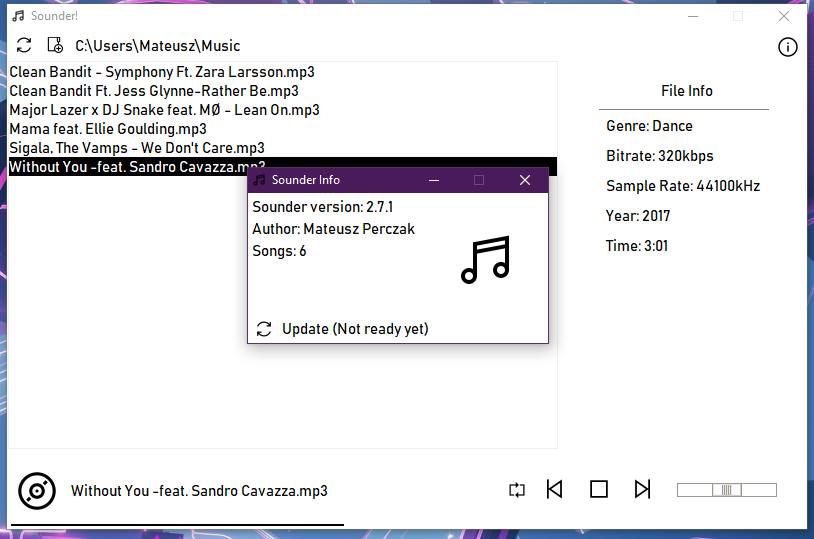 Sounder!
C:\Users\Mateusz\Music
Clean Bandit - Symphony Ft. Zara Larsson.mp3
Clean Bandit Ft. Jess Glynne-Rather Be.mp3
Major Lazer x DJ Snake feat. MØ - Lean On.mp3
Mama feat. Ellie Goulding.mp3
Sigala, The Vamps - We Don't Care.mp3
Without You -feat. Sandro Cavazza.mp3
File Info
Genre: Dance
Bitrate: 320kbps
Sample Rate: 44100kHz
Year: 2017
Time: 3:01
Sounder Info
Sounder version: 2.7.1
Author: Mateusz Perczak
Songs: 6
Update (Not ready yet)
Without You -feat. Sandro Cavazza.mp3